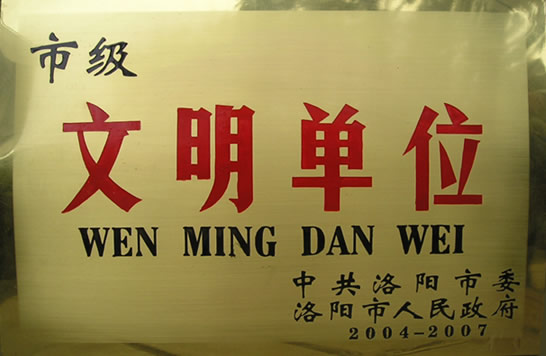 市级
文明单位
WEN MING DAN WEI
中共洛阳市委
洛阳市人民政府
2004-2007